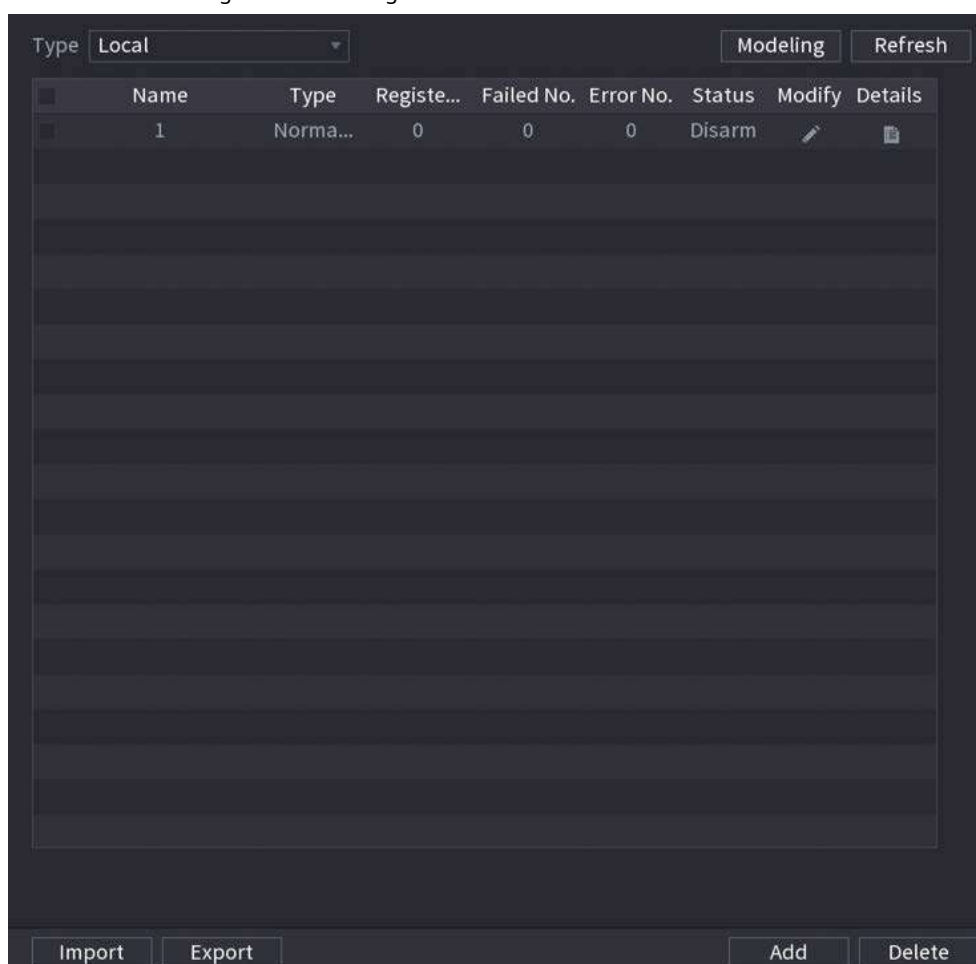 Type Local Modeling Refresh
Name Type Registe... Failed No. Error No. Status Modify Details
1 Norma... 0 0 0 Disarm
Import Export Add Delete